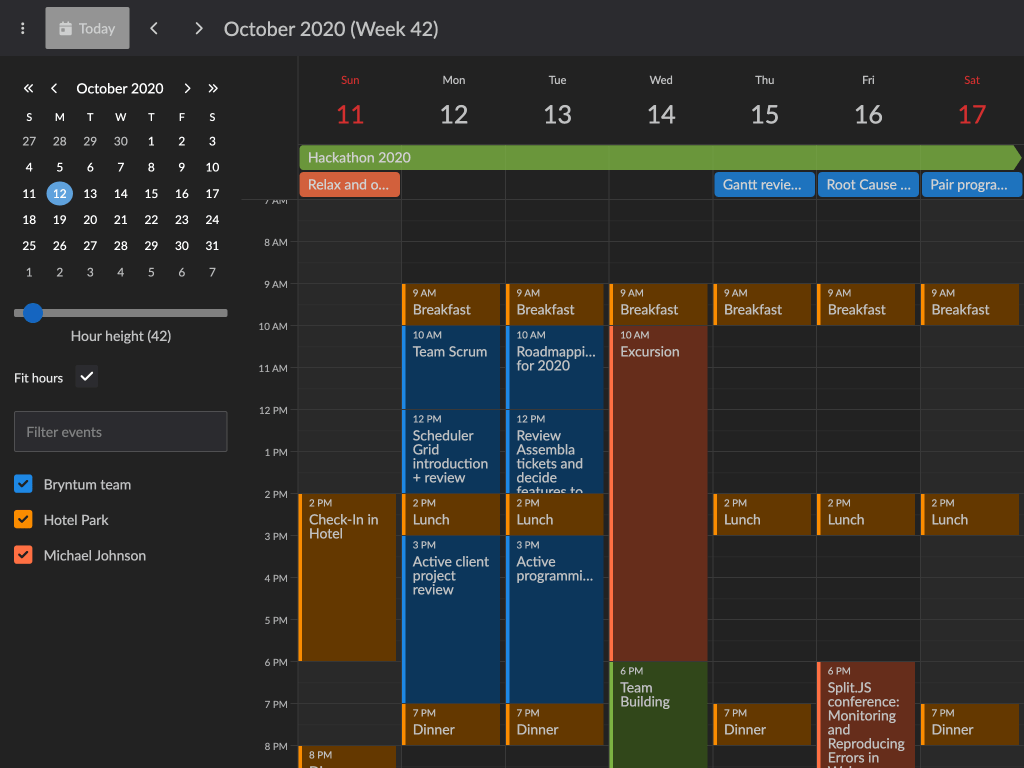 Today
October 2020 (Week 42)
October 2020
S M T W T F S
27 28 29 30 1 2 3
4 5 6 7 8 9 10
11 12 13 14 15 16 17
18 19 20 21 22 23 24
25 26 27 28 29 30 31
1 2 3 4 5 6 7
Hour height (42)
Fit hours
Filter events
Bryntum team
Hotel Park
Michael Johnson
Sun Mon Tue Wed Thu Fri Sat
11 12 13 14 15 16 17
Hackathon 2020
Relax and o...
Gantt revie...
Root Cause ...
Pair progra...
7 AM
8 AM
9 AM
10 AM
11 AM
12 PM
1 PM
2 PM
3 PM
4 PM
5 PM
6 PM
7 PM
8 PM
2 PM
Check-In in
Hotel
8 PM
9 AM
Breakfast
10 AM
Team Scrum
12 PM
Scheduler
Grid
introduction
+ review
2 PM
Lunch
3 PM
Active client
project
review
7 PM
Dinner
9 AM
Breakfast
10 AM
Roadmappi...
for 2020
12 PM
Review
Assembla
tickets and
decide
features to
2 PM
Lunch
3 PM
Active
programmi...
7 PM
Dinner
9 AM
Breakfast
10 AM
Excursion
6 PM
Team
Building
9 AM
Breakfast
2 PM
Lunch
7 PM
Dinner
9 AM
Breakfast
2 PM
Lunch
6 PM
Split.JS
conference:
Monitoring
and
Reproducing
Errors in
9 AM
Breakfast
2 PM
Lunch
7 PM
Dinner